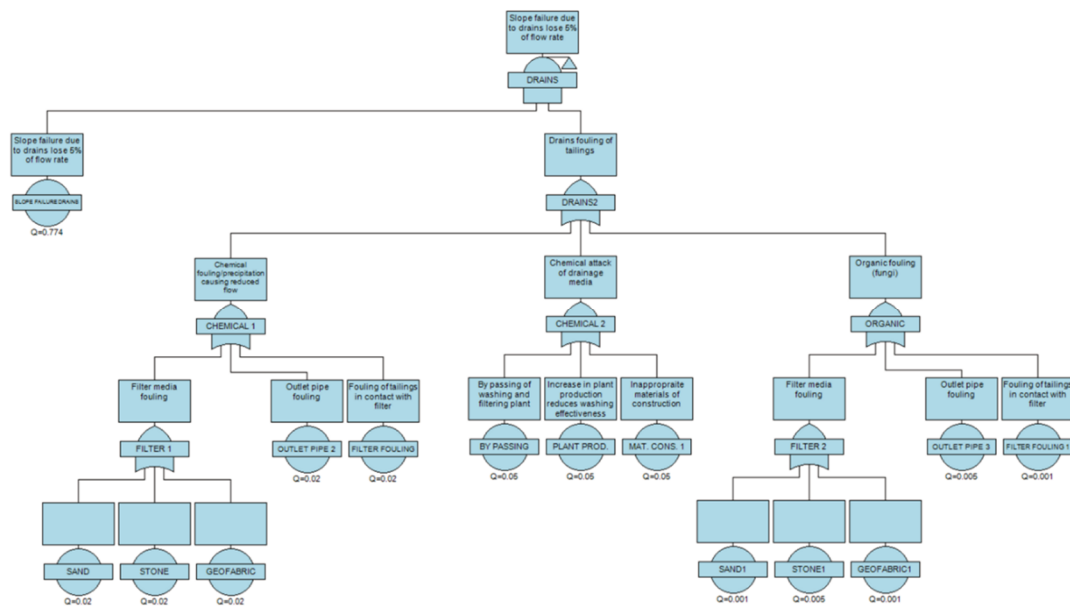 Slope failure due
to drains lose 5%
of flow rate
DRAINS
Slope failure due
to drains lose 5%
of flow rate
SLOPE FAILURE DRAINS
Q=0.774
Drains fouling of
tailings
DRAINS2
Chemical
fouling/precipitation
causing reduced
flow
CHEMICAL 1
Chemical attack
of drainage
media
CHEMICAL 2
Organic fouling
(fungi)
ORGANIC
Filter media
fouling
FILTER 1
Outlet pipe
fouling
OUTLET PIPE 2
Q=0.02
Fouling of tailings
in contact with
filter
FILTER FOULING
Q=0.02
By passing of
washing and
filtering plant
BY PASSING
Q=0.05
Increase in plant
production
reduces washing
effectiveness
PLANT PROD.
Q=0.05
Inappropraite
materials of
construction
MAT. CONS. 1
Q=0.05
Filter media
fouling
FILTER 2
Outlet pipe
fouling
OUTLET PIPE 3
Q=0.005
Fouling of tailings
in contact with
filter
FILTER FOULING 1
Q=0.001
SAND
Q=0.02
STONE
Q=0.02
GEOFABRIC
Q=0.02
SAND1
Q=0.001
STONE1
Q=0.005
GEOFABRIC1
Q=0.001